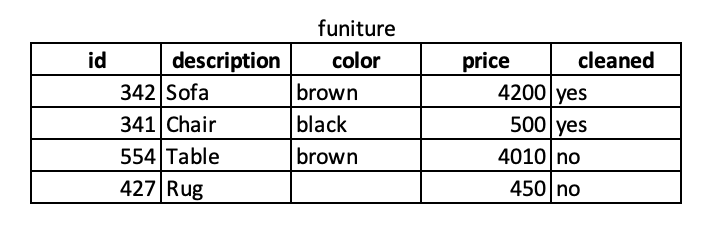 funiture
id description color price cleaned
342 Sofa brown 4200 yes
341 Chair black 500 yes
554 Table brown 4010 no
427 Rug 450 no